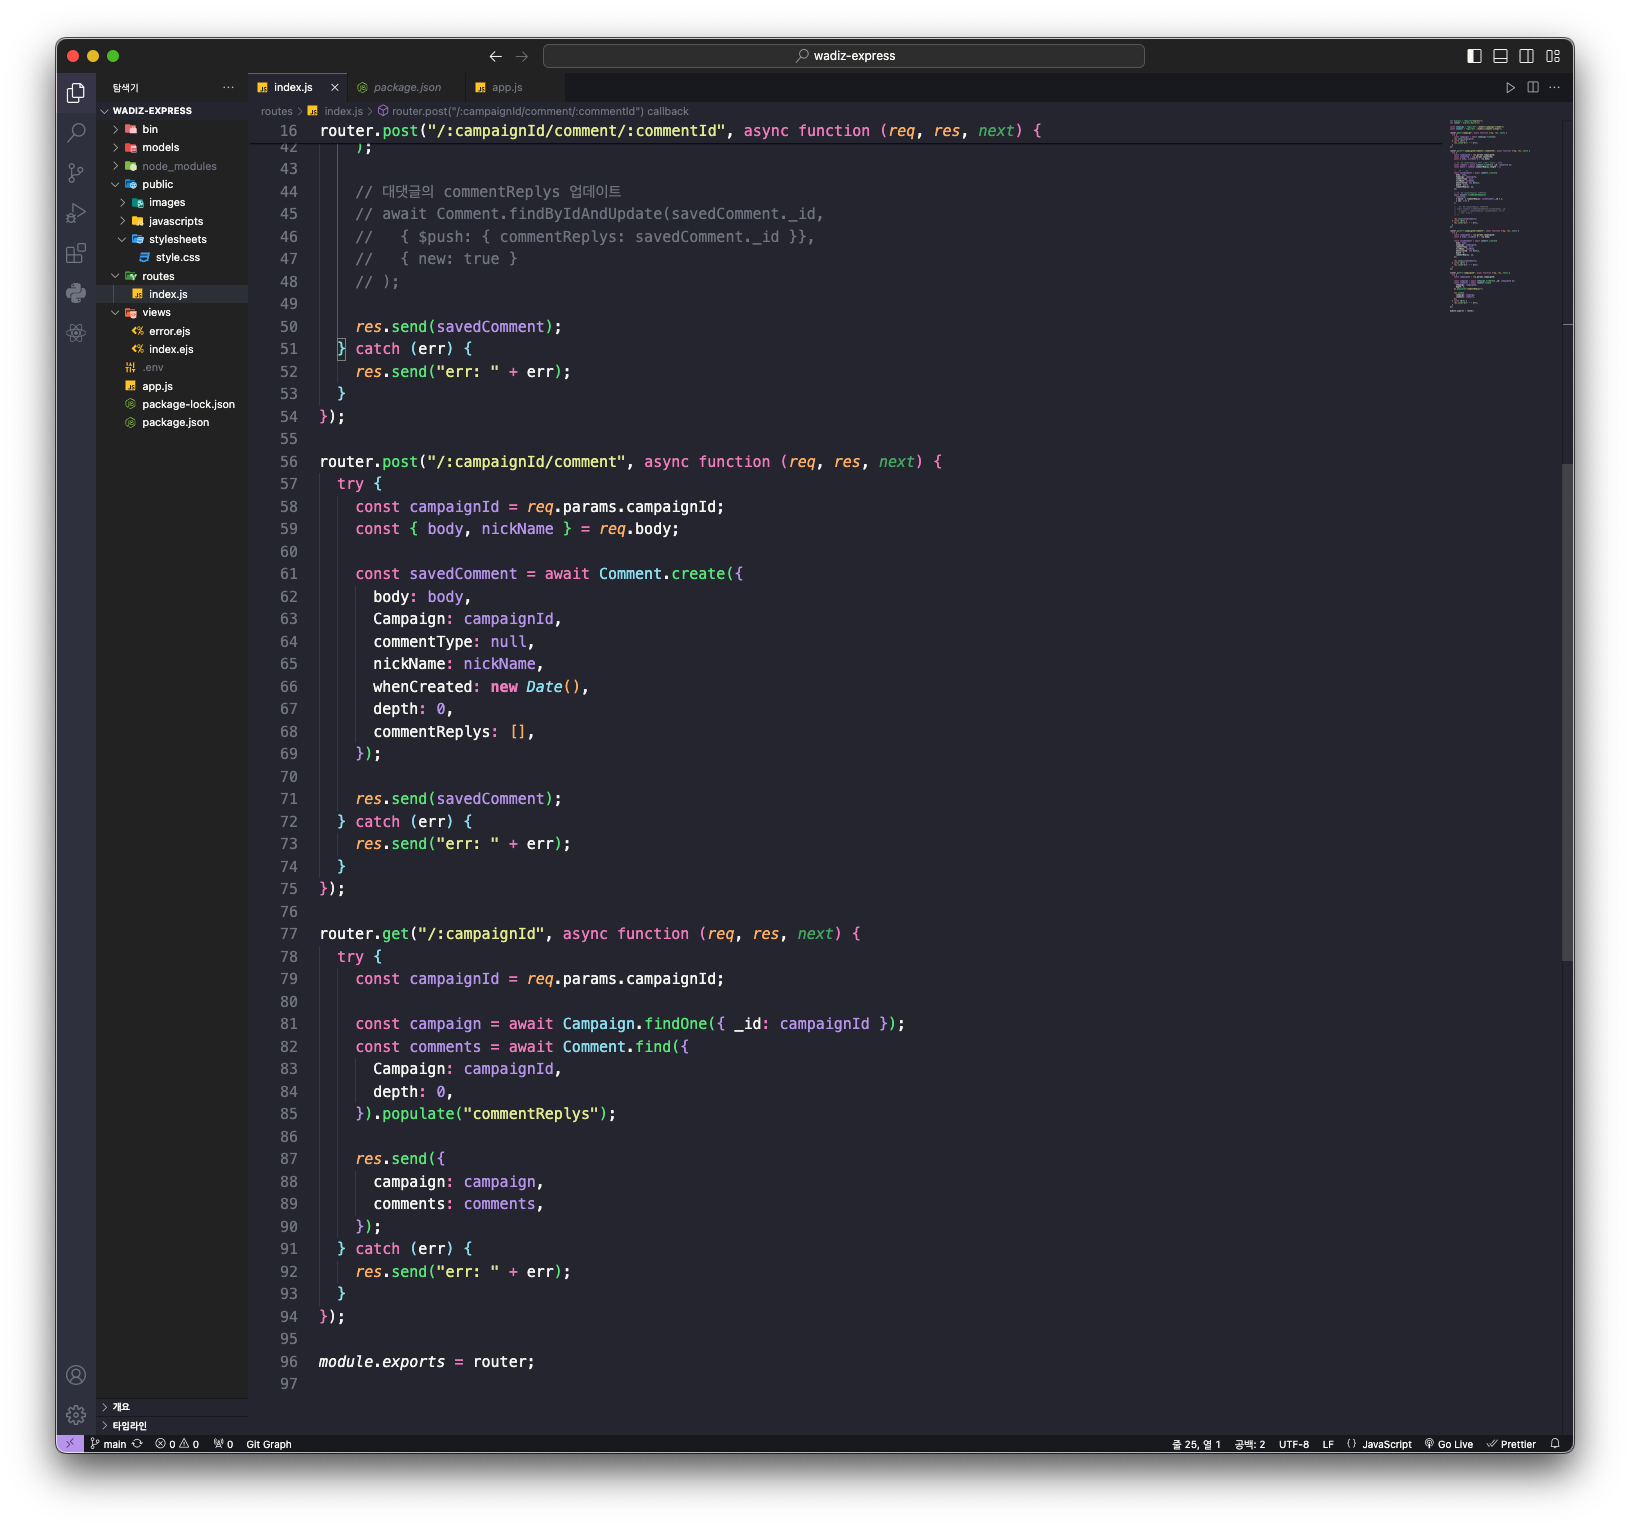 wadiz-express
탐색기
index.js
package.json
app.js
WADIZ-EXPRESS
routes > index.js > router.post("/:campaignId/comment/:commentId") callback
bin
models
node_modules
public
images
javascripts
stylesheets
style.css
routes
index.js
views
error.ejs
index.ejs
.env
app.js
package-lock.json
package.json
개요
타임라인
16 router.post("/:campaignId/comment/:commentId", async function (req, res, next) {
42 );
43
44 // 대댓글의 commentReplys 업데이트
45 // await Comment.findByIdAndUpdate(savedComment._id,
46 //   { $push: { commentReplys: savedComment._id }},
47 //   { new: true }
48 // );
49
50 res.send(savedComment);
51 } catch (err) {
52 res.send("err: " + err);
53 }
54 });
55
56 router.post("/:campaignId/comment", async function (req, res, next) {
57 try {
58 const campaignId = req.params.campaignId;
59 const { body, nickName } = req.body;
60
61 const savedComment = await Comment.create({
62 body: body,
63 Campaign: campaignId,
64 commentType: null,
65 nickName: nickName,
66 whenCreated: new Date(),
67 depth: 0,
68 commentReplys: [],
69 });
70
71 res.send(savedComment);
72 } catch (err) {
73 res.send("err: " + err);
74 }
75 });
76
77 router.get("/:campaignId", async function (req, res, next) {
78 try {
79 const campaignId = req.params.campaignId;
80
81 const campaign = await Campaign.findOne({ _id: campaignId });
82 const comments = await Comment.find({
83 Campaign: campaignId,
84 depth: 0,
85 }).populate("commentReplys");
86
87 res.send({
88 campaign: campaign,
89 comments: comments,
90 });
91 } catch (err) {
92 res.send("err: " + err);
93 }
94 });
95
96 module.exports = router;
97
main 0 0 0 Git Graph
줄 25, 열 1 공백: 2 UTF-8 LF {} JavaScript Go Live Prettier